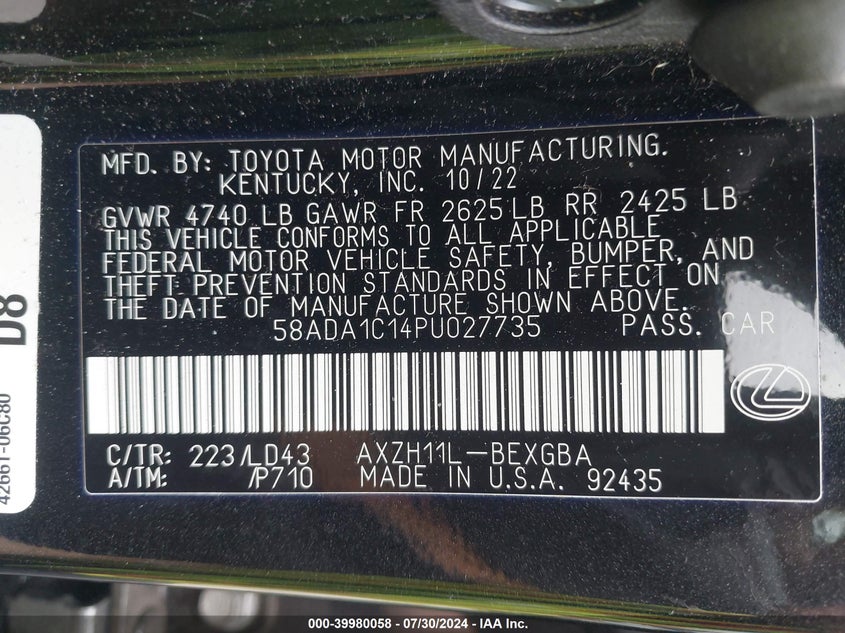 MFD. BY: TOYOTA MOTOR MANUFACTURING.
KENTUCKY, INC. 10/22
GVWR 4740 LB GAWR FR 2625 LB RR 2425 LB
THIS VEHICLE CONFORMS TO ALL APPLICABLE
FEDERAL MOTOR VEHICLE SAFETY, BUMPER, AND
THEFT PREVENTION STANDARDS IN EFFECT ON
THE DATE OF MANUFACTURE SHOWN ABOVE.
58ADA1C14PU027735 PASS. CAR
C/TR: 223/LD43 AXZH11L-BEXGBA
A/TM: /P710 MADE IN U.S.A. 92435
D8
42661-06C80
000-39980058 - 07/30/2024 - IAA Inc.